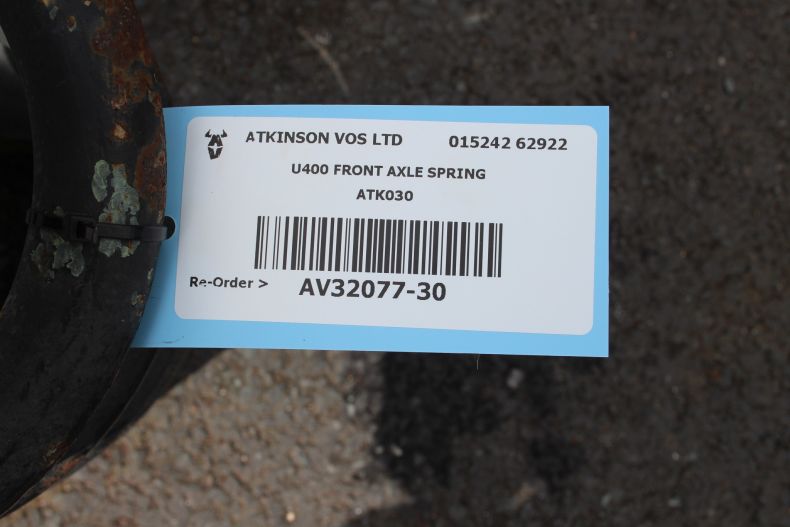 ATKINSON VOS LTD 015242 62922
U400 FRONT AXLE SPRING
ATK030
Re-Order > AV32077-30